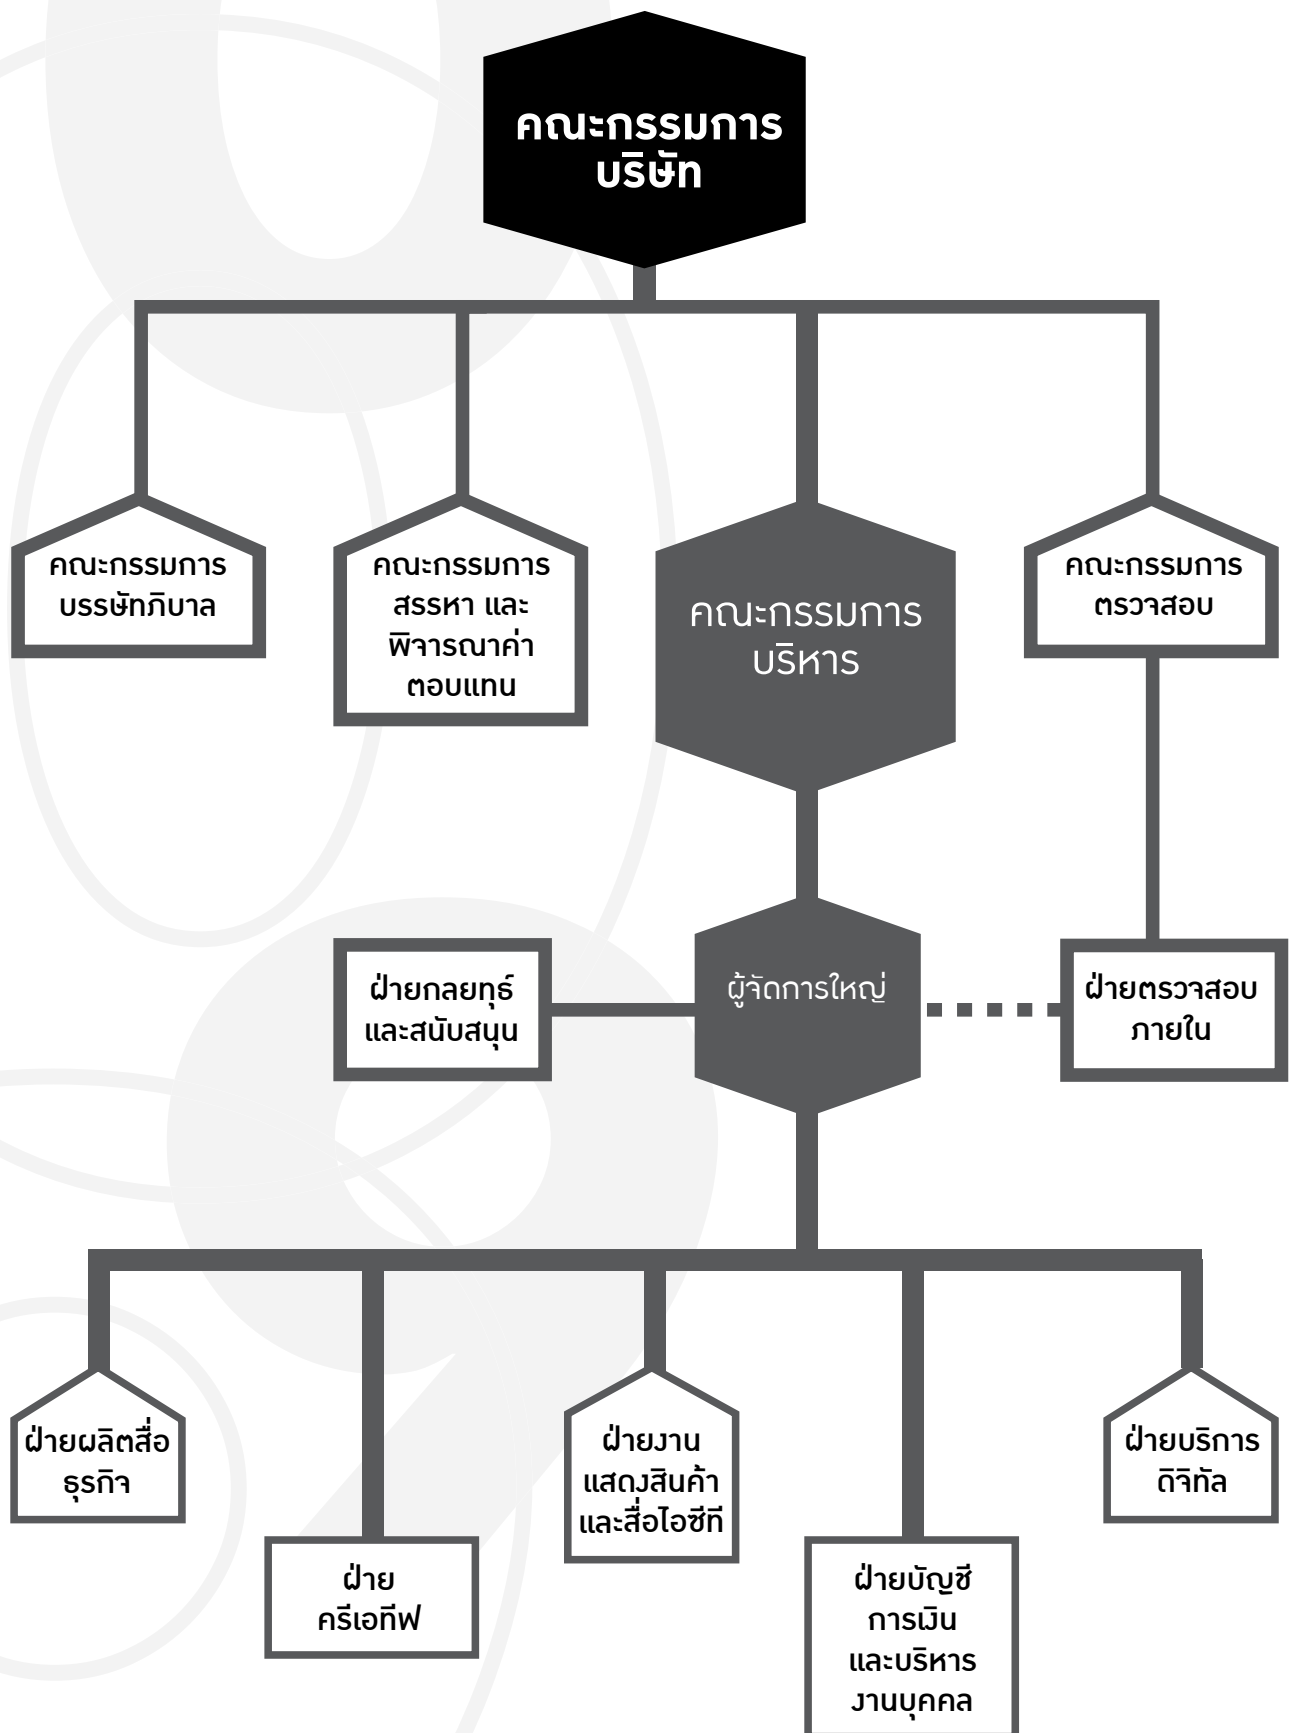 คณะกรรมการ
บริษัท
คณะกรรมการ
บรรษัทภิบาล
คณะกรรมการ
สรรหา และ
พิจารณาค่า
ตอบแทน
คณะกรรมการ
บริหาร
คณะกรรมการ
ตรวจสอบ
ฝ่ายกลยุทธ์
และสนับสนุน
ผู้จัดการใหญ่
ฝ่ายตรวจสอบ
ภายใน
ฝ่ายผลิตสื่อ
ธุรกิจ
ฝ่าย
ครีเอทีฟ
ฝ่ายงาน
แสดงสินค้า
และสื่อไอซีที
ฝ่ายบัญชี
การเงิน
และบริหาร
งานบุคคล
ฝ่ายบริการ
ดิจิทัล